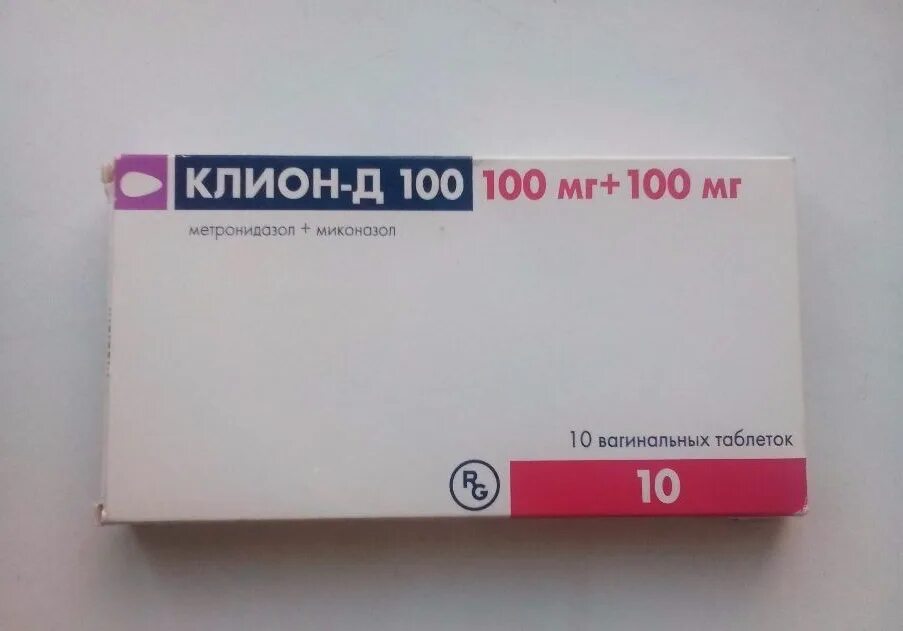 КЛИОН-Д 100 100 мг+100 мг
метронидазол + миконазол
10 вагинальных таблеток
RG 10